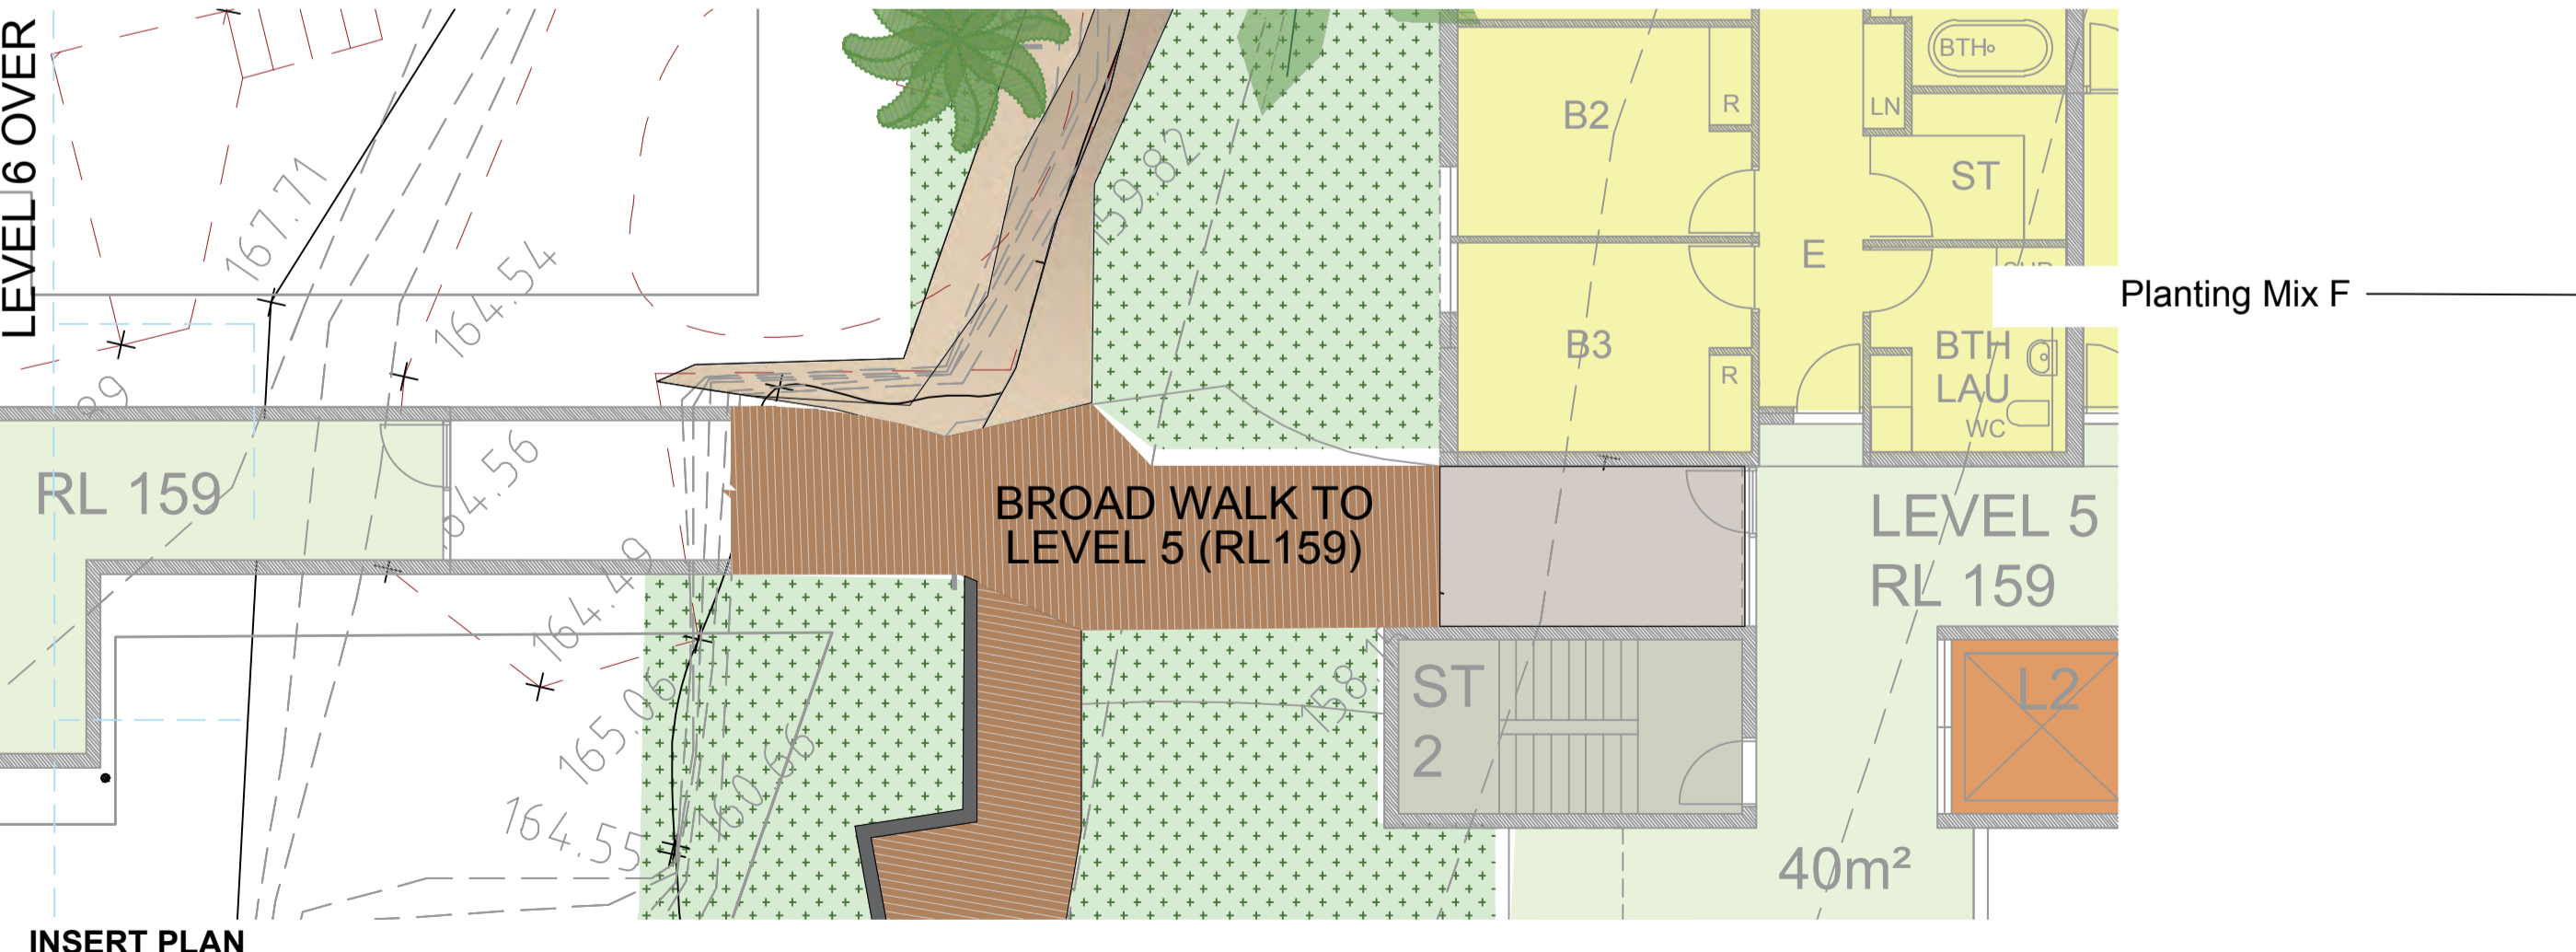 LEVEL 6 OVER
167.71
164.54
89
RL 159
164.56
164.49
165.06
160.66
164.55
159.82
BROAD WALK TO
LEVEL 5 (RL159)
B2
R
B3
R
E
LN
BTH
ST
BTH
LAU
WC
Planting Mix F
LEVEL 5
RL 159
ST
2
L2
40m²
INSERT PLAN